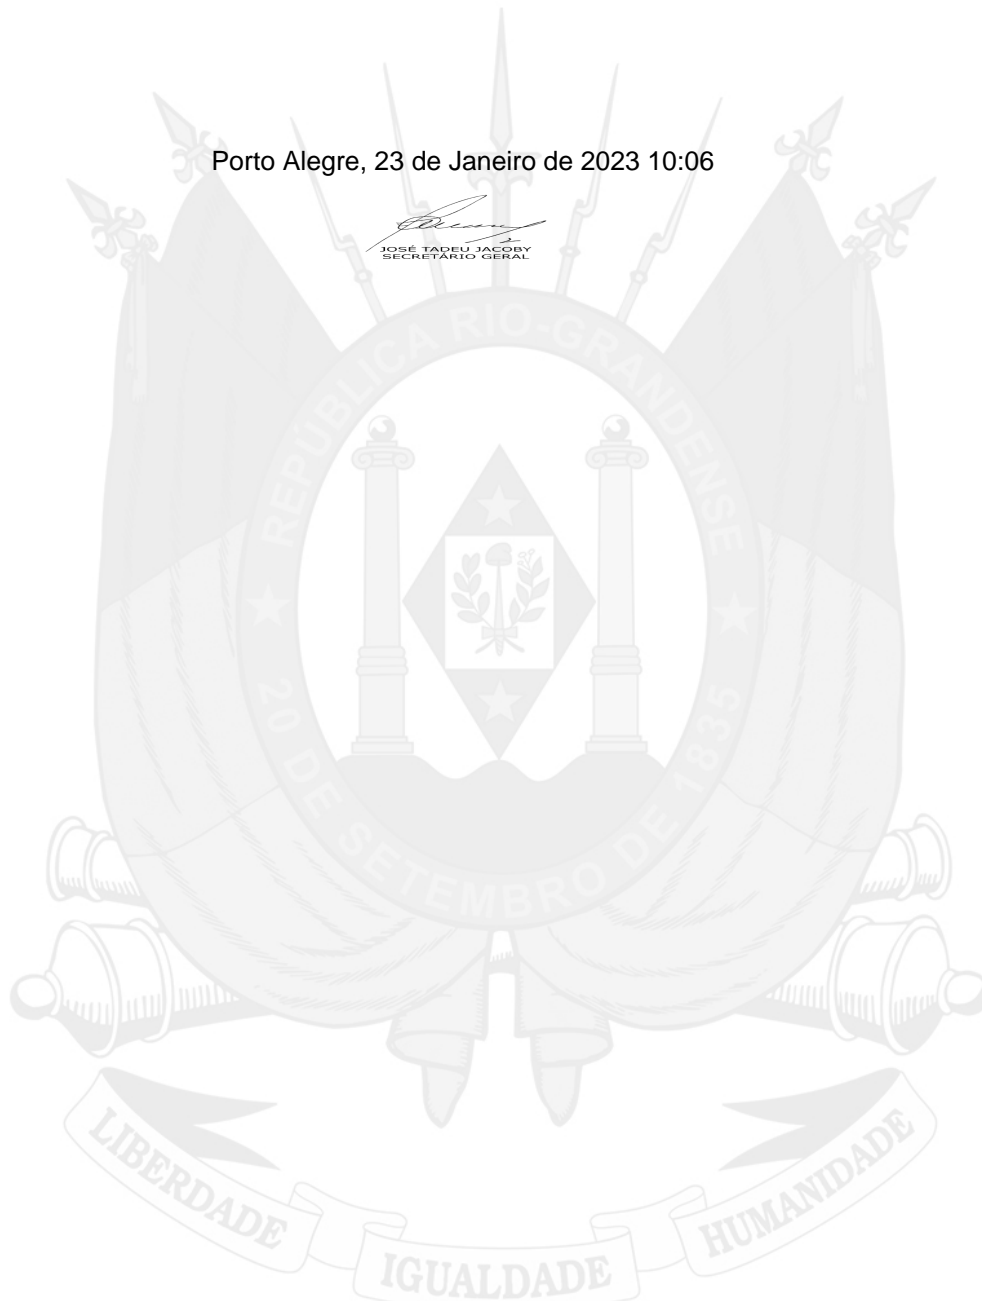 Porto Alegre, 23 de Janeiro de 2023 10:06
JOSÉ TADEU JACOBY
SECRETÁRIO GERAL
REPÚBLICA RIO-GRANDENSE
20 DE SETEMBRO DE 1835
LIBERDADE
IGUALDADE
HUMANIDADE